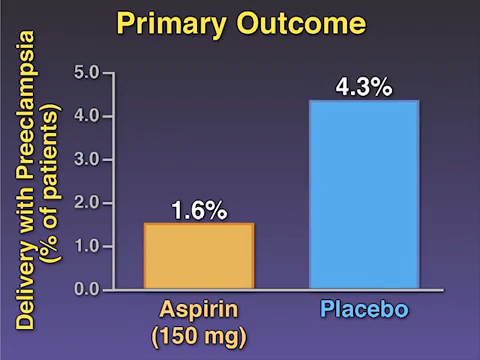 Primary Outcome
Delivery with Preeclampsia
(% of patients)
5.0
4.0
3.0
2.0
1.0
0.0
1.6%
4.3%
Aspirin
(150 mg)
Placebo